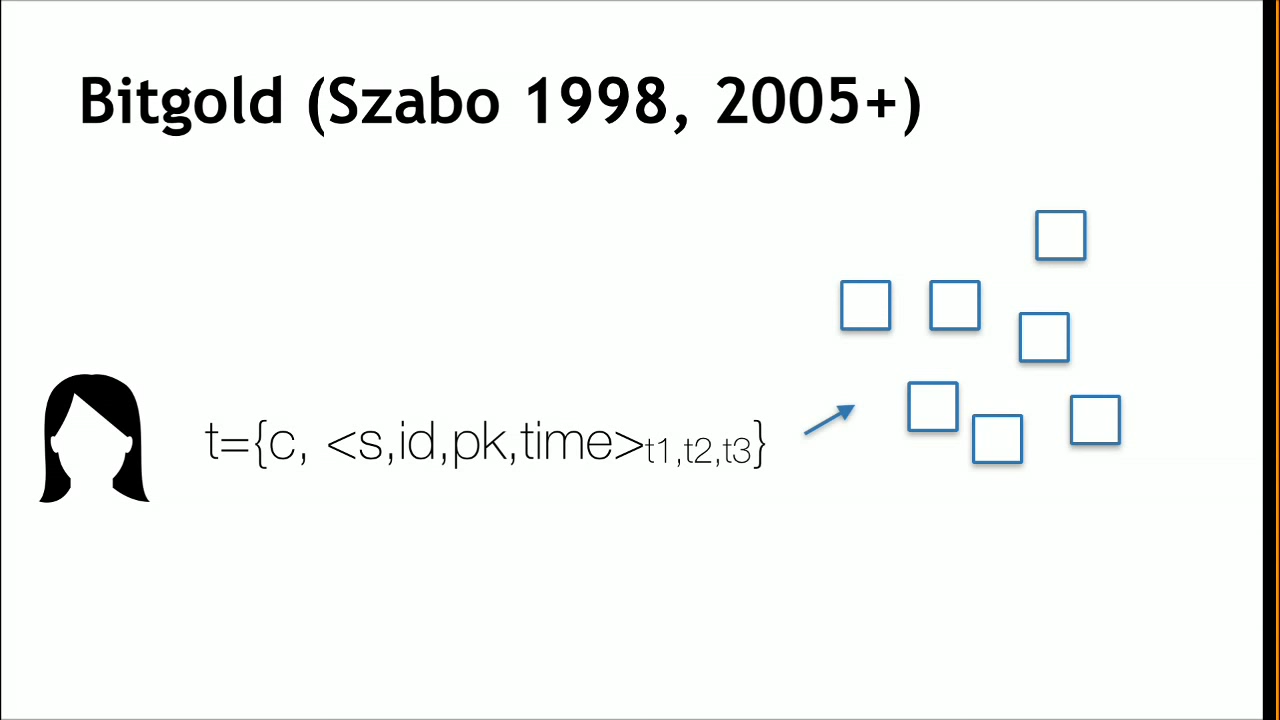 Bitgold (Szabo 1998, 2005+)
t={c, <s,id,pk,time>t1,t2,t3}